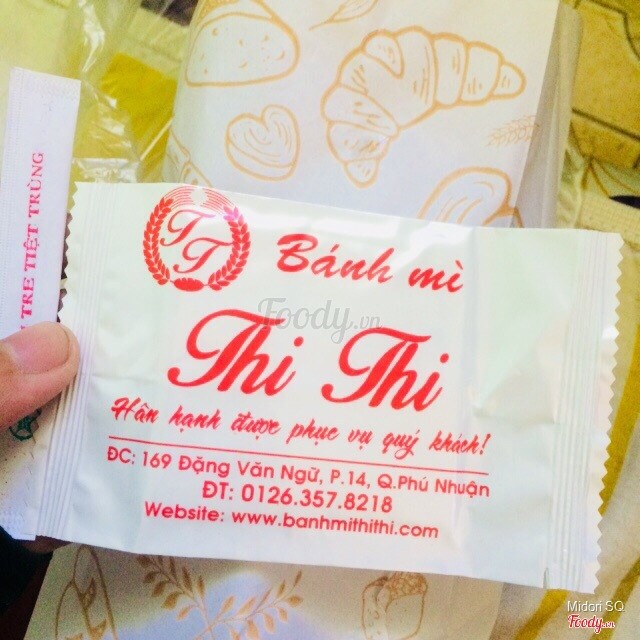 TRE TIỆT TRÙNG
TT
Bánh mì
Thi Thi
Hân hạnh được phục vụ quý khách!
ĐC: 169 Đặng Văn Ngữ, P.14, Q.Phú Nhuận
ĐT: 0126.357.8218
Website: www.banhmithithi.com
Foody.vn
Midori SQ
Foody.vn